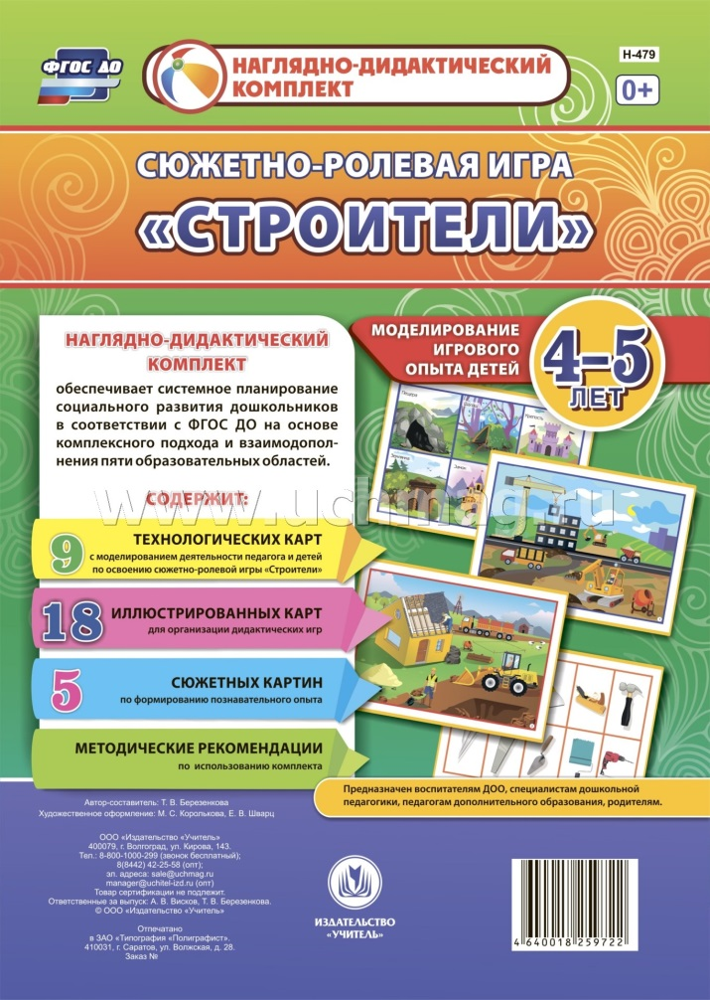 ФГОС ДО
НАГЛЯДНО-ДИДАКТИЧЕСКИЙ
КОМПЛЕКТ
Н-479
0+
СЮЖЕТНО-РОЛЕВАЯ ИГРА
«СТРОИТЕЛИ»
НАГЛЯДНО-ДИДАКТИЧЕСКИЙ
КОМПЛЕКТ
обеспечивает системное планирование
социального развития дошкольников
в соответствии с ФГОС ДО на основе
комплексного подхода и взаимодопол-
нения пяти образовательных областей.
СОДЕРЖИТ:
9 ТЕХНОЛОГИЧЕСКИХ КАРТ
с моделированием деятельности педагога и детей
по освоению сюжетно-ролевой игры «Строители»
18 ИЛЛЮСТРИРОВАННЫХ КАРТ
для организации дидактических игр
5 СЮЖЕТНЫХ КАРТИН
по формированию познавательного опыта
МЕТОДИЧЕСКИЕ РЕКОМЕНДАЦИИ
по использованию комплекта
МОДЕЛИРОВАНИЕ
ИГРОВОГО
ОПЫТА ДЕТЕЙ
4–5
ЛЕТ
Пещера
Крепость
Землянка
Замок
www.uchmag.ru
Предназначен воспитателям ДОО, специалистам дошкольной
педагогики, педагогам дополнительного образования, родителям.
Автор-составитель: Т. В. Березенкова
Художественное оформление: М. С. Королькова, Е. В. Шварц
ООО «Издательство «Учитель»
400079, г. Волгоград, ул. Кирова, 143.
Тел.: 8-800-1000-299 (звонок бесплатный);
8(8442) 42-25-58 (опт);
эл. адреса: sale@uchmag.ru
manager@uchitel-izd.ru (опт)
Товар сертификации не подлежит.
Ответственные за выпуск: А. В. Висков, Т. В. Березенкова.
© ООО «Издательство «Учитель»
Отпечатано
в ЗАО «Типография «Полиграфист».
410031, г. Саратов, ул. Волжская, д. 28.
Заказ №
ИЗДАТЕЛЬСТВО
«УЧИТЕЛЬ»
4 640018 259722